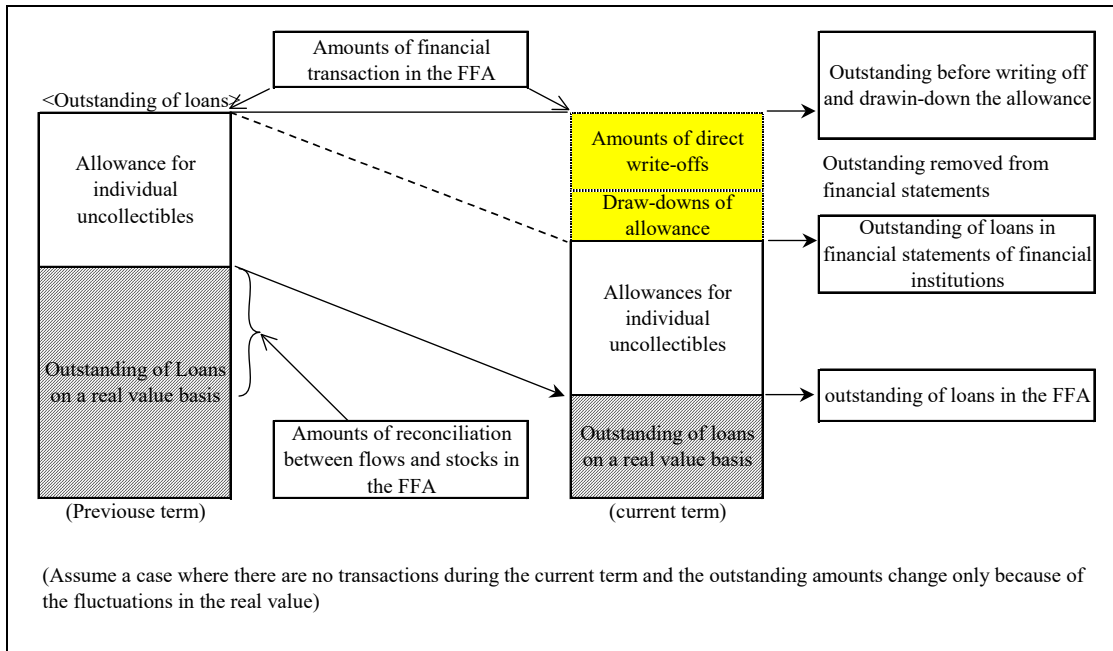 Amounts of financial
transaction in the FFA
<Outstanding of loans>
Allowance for
individual
uncollectibles
Outstanding of Loans
on a real value basis
(Previouse term)
Amounts of reconciliation
between flows and stocks in
the FFA
Amounts of direct
write-offs
Draw-downs of
allowance
Allowances for
individual
uncollectibles
Outstanding of loans
on a real value basis
(current term)
Outstanding before writing off
and drawin-down the allowance
Outstanding removed from
financial statements
Outstanding of loans in
financial statements of financial
institutions
outstanding of loans in the FFA
(Assume a case where there are no transactions during the current term and the outstanding amounts change only because of
the fluctuations in the real value)